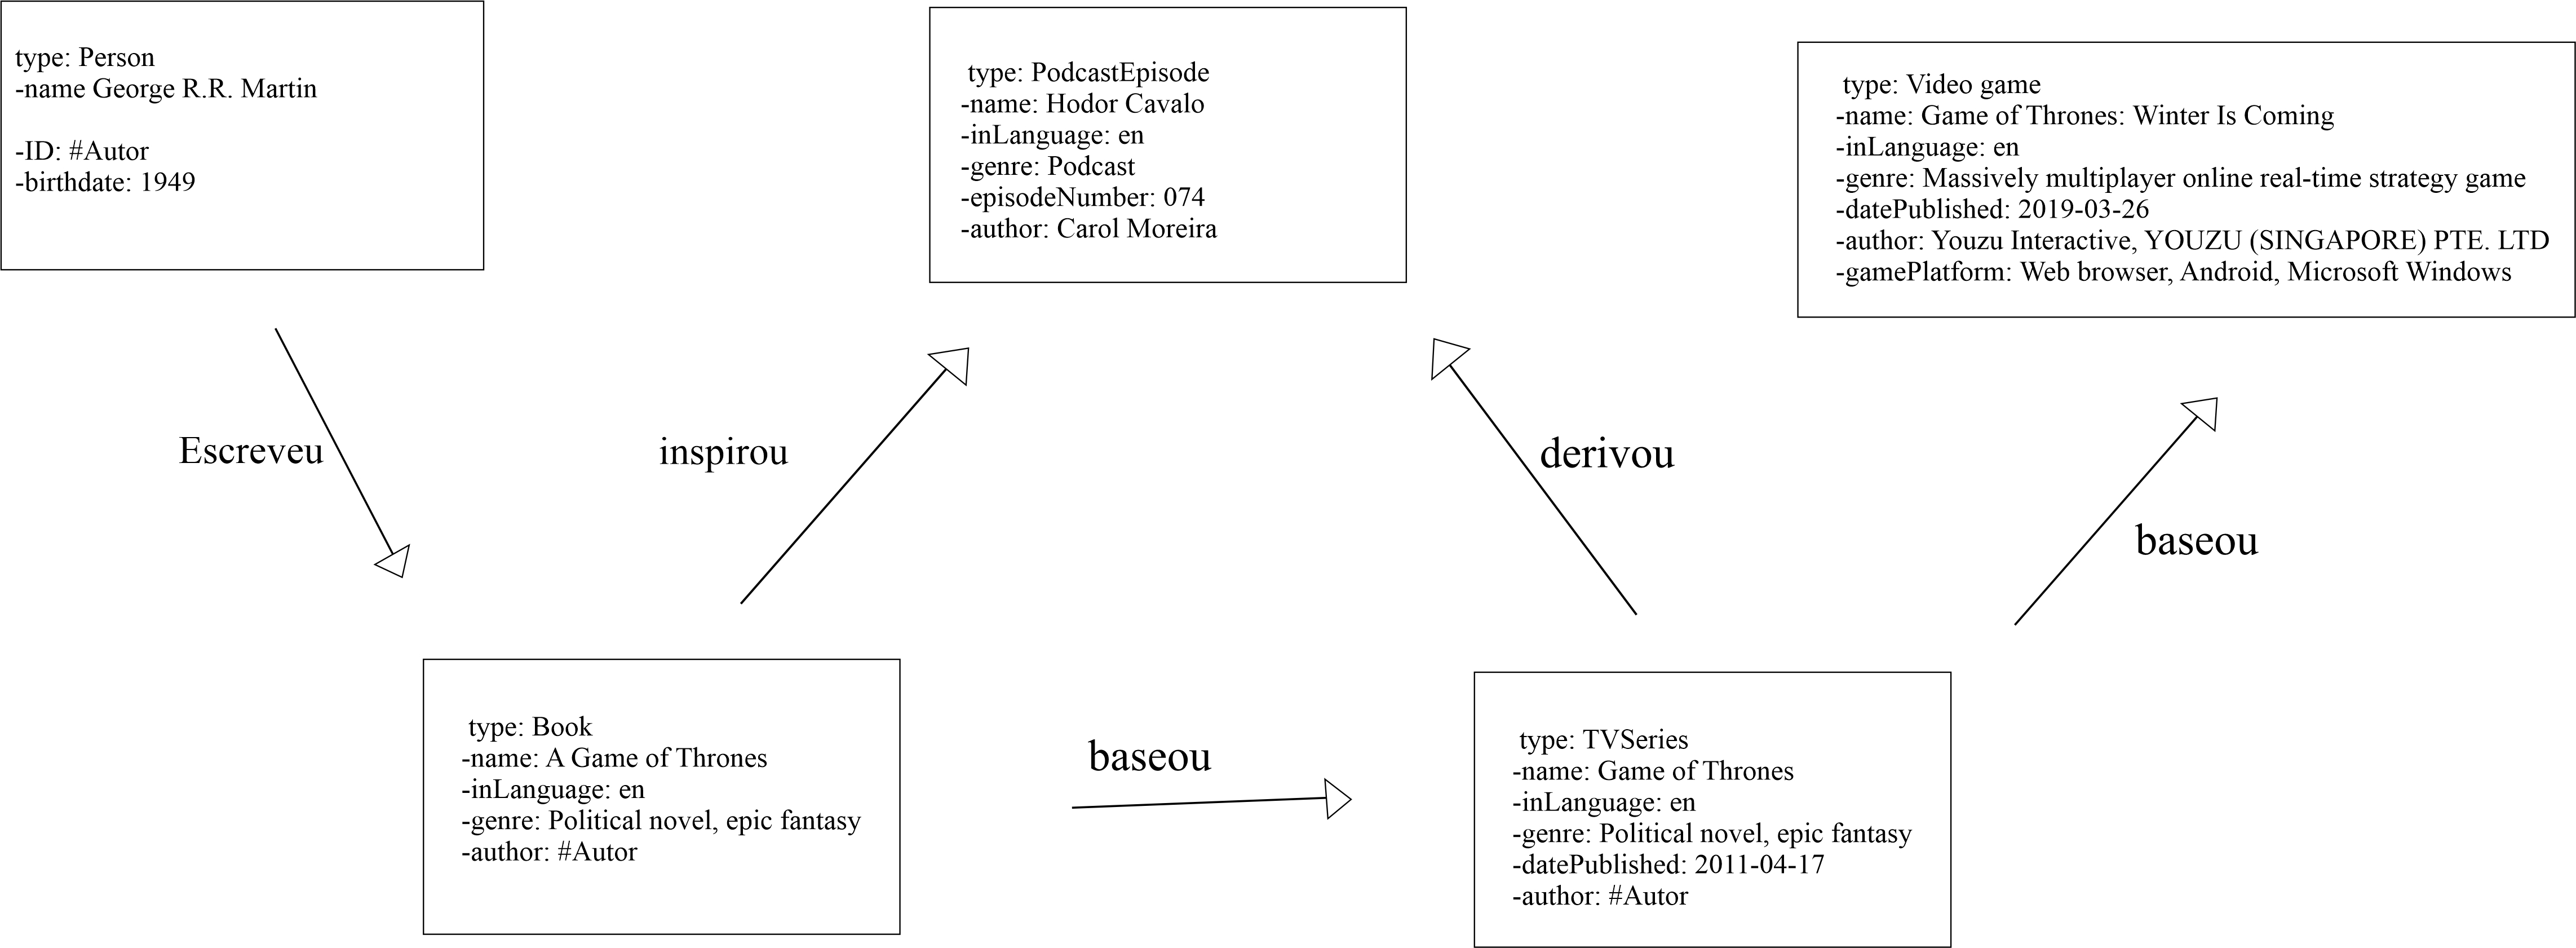 type: Person
-name George R.R. Martin
-ID: #Autor
-birthdate: 1949
type: PodcastEpisode
-name: Hodor Cavalo
-inLanguage: en
-genre: Podcast
-episodeNumber: 074
-author: Carol Moreira
type: Video game
-name: Game of Thrones: Winter Is Coming
-inLanguage: en
-genre: Massively multiplayer online real-time strategy game
-datePublished: 2019-03-26
-author: Youzu Interactive, YOUZU (SINGAPORE) PTE. LTD
-gamePlatform: Web browser, Android, Microsoft Windows
Escreveu
inspirou
derivou
baseou
type: Book
-name: A Game of Thrones
-inLanguage: en
-genre: Political novel, epic fantasy
-author: #Autor
baseou
type: TVSeries
-name: Game of Thrones
-inLanguage: en
-genre: Political novel, epic fantasy
-datePublished: 2011-04-17
-author: #Autor